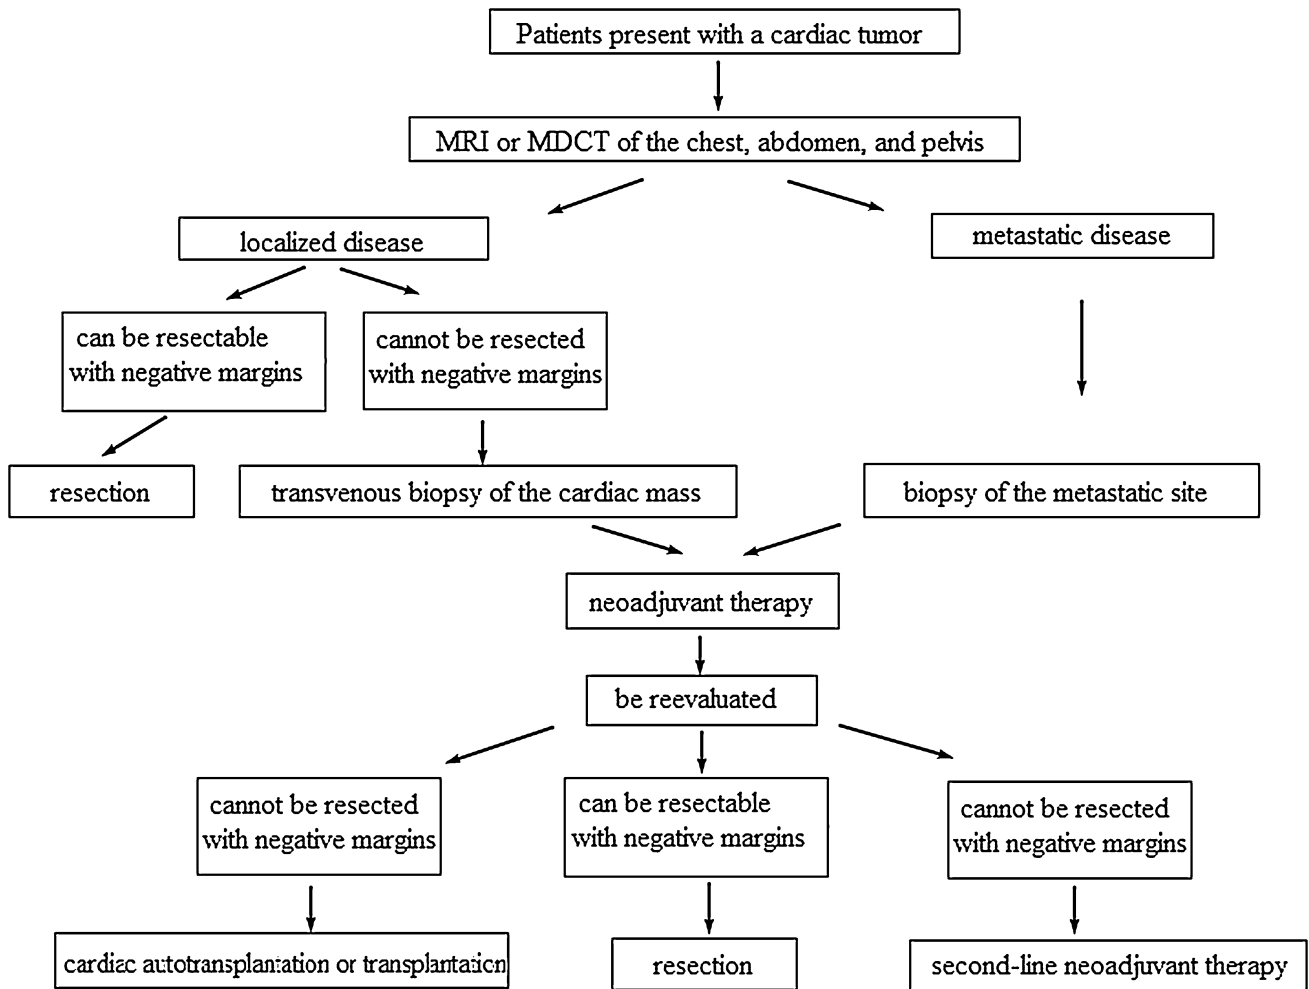 Patients present with a cardiac tumor
MRI or MDCT of the chest, abdomen, and pelvis
localized disease
metastatic disease
can be resectable
with negative margins
cannot be resected
with negative margins
resection
transvenous biopsy of the cardiac mass
biopsy of the metastatic site
neoadjuvant therapy
be reevaluated
cannot be resected
with negative margins
can be resectable
with negative margins
cannot be resected
with negative margins
cardiac autotransplantation or transplantation
resection
second-line neoadjuvant therapy